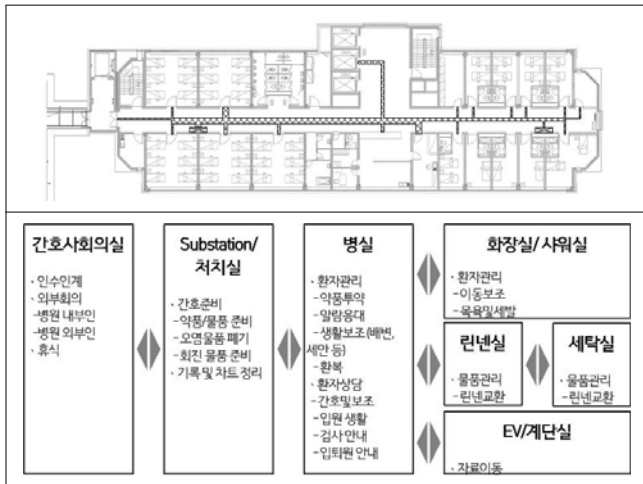 간호사회의실
、인수인계
、외부회의
-병원 내부인
-병원 외부인
、휴식
Substation/
처치실
、간호준비
-약품/물품 준비
-오염물품 폐기
-회진 물품 준비
、기록 및 차트 정리
병실
、환자관리
-약품투약
-알람응대
-생활보조 (배변,
세안 등)
-환복
、환자상담
-간호및보조
-입원 생활
-검사 안내
-입퇴원 안내
화장실/ 샤워실
、환자관리
-이동보조
-목욕및세발
린넨실
、물품관리
-린넨교환
세탁실
、물품관리
-린넨교환
EV/계단실
、자료이동